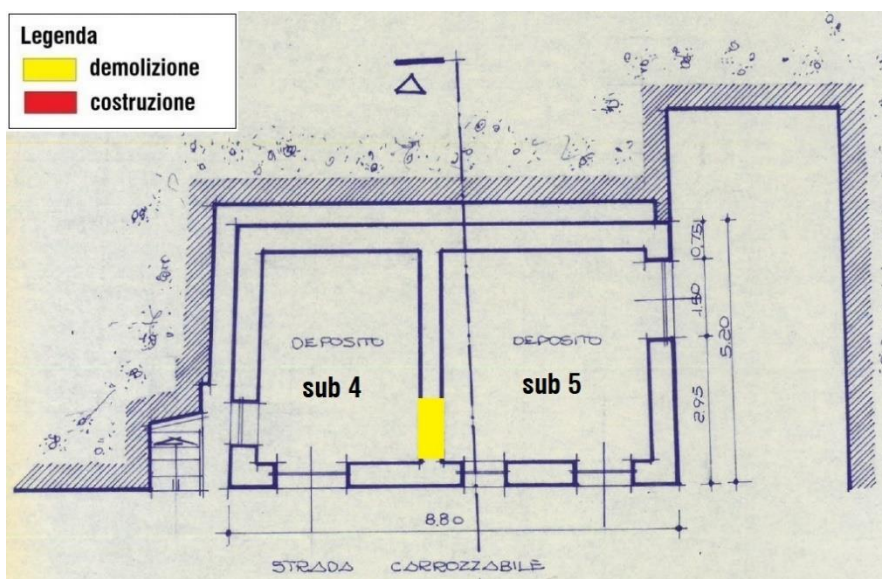 Legenda
demolizione
costruzione
DEPOSITO
sub 4
DEPOSITO
sub 5
0.75
1.50
5.20
2.95
8.80
STRADA CARROZZABILE